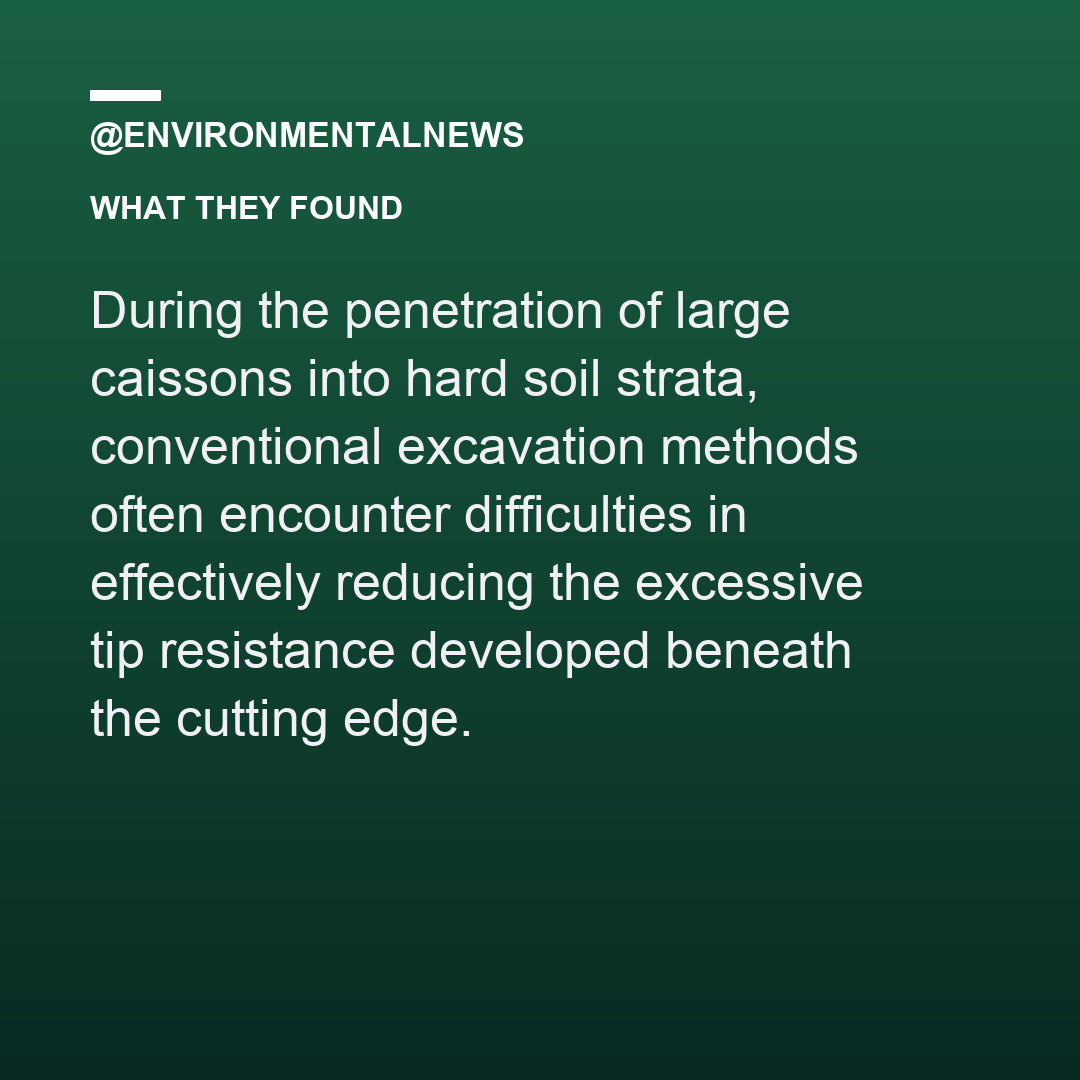 @ENVIRONMENTALNEWS
WHAT THEY FOUND
During the penetration of large
caissons into hard soil strata,
conventional excavation methods
often encounter difficulties in
effectively reducing the excessive
tip resistance developed beneath
the cutting edge.